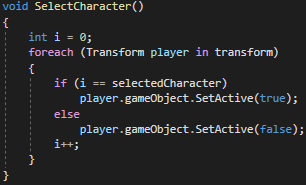 void SelectCharacter()
{
    int i = 0;
    foreach (Transform player in transform)
    {
        if (i == selectedCharacter)
            player.gameObject.SetActive(true);
        else
            player.gameObject.SetActive(false);
        i++;
    }
}